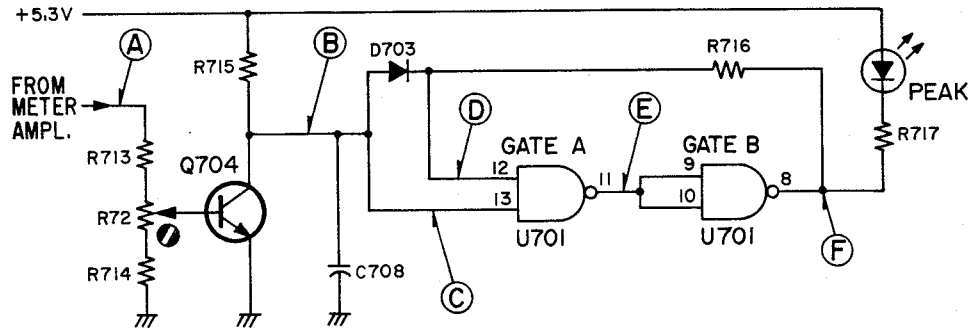 +5.3V
A
B
D703
R716
R715
FROM
METER
AMPL.
PEAK
D
E
R717
GATE A
GATE B
R713
Q704
12
11
9
8
13
10
R72
U701
U701
F
R714
C708
C